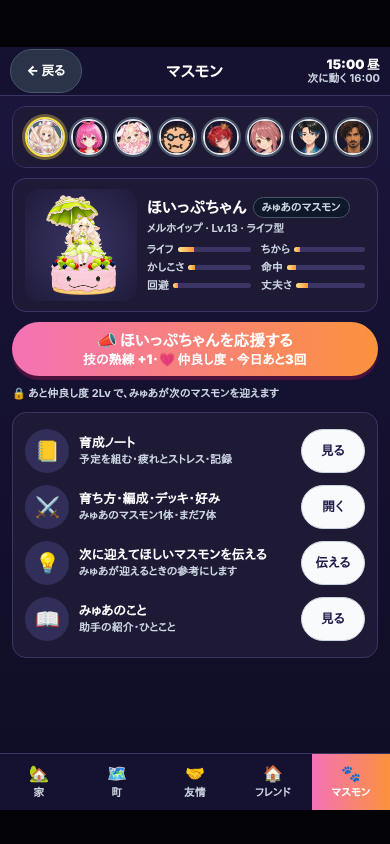 ← 戻る
マスモン
15:00 昼
次に動く 16:00
ほいっぷちゃん
みゅあのマスモン
メルホイップ · Lv.13 · ライフ型
ライフ
ちから
かしこさ
命中
回避
丈夫さ
📣 ほいっぷちゃんを応援する
技の熟練 +1·💗 仲良し度 · 今日あと3回
🔒 あと仲良し度 2Lv で、みゅあが次のマスモンを迎えます
育成ノート
予定を組む·疲れとストレス·記録
見る
育ち方·編成·デッキ·好み
みゅあのマスモン1体·まだ7体
開く
次に迎えてほしいマスモンを伝える
みゅあが迎えるときの参考にします
伝える
みゅあのこと
助手の紹介·ひとこと
見る
家
町
友情
フレンド
マスモン